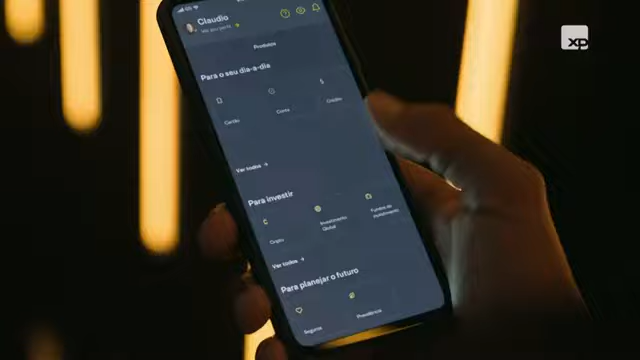 xp
Claudio
Produtos
Para o seu dia-a-dia
Cartão
Conta
Crédito
Ver todos
Para investir
Cripto
Investimento
Global
Fundos de
investimento
Ver todos
Para planejar o futuro
Seguros
Previdência